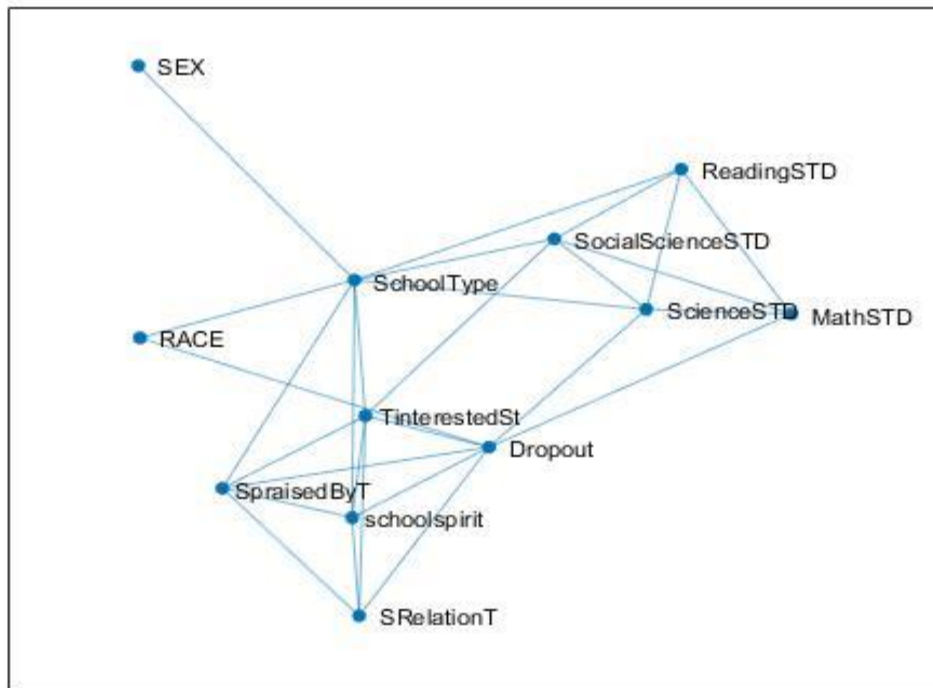 SEX
ReadingSTD
SocialScienceSTD
SchoolType
ScienceSTD
MathSTD
RACE
TinterestedSt
Dropout
SpraisedByT
schoolspirit
SRelationT